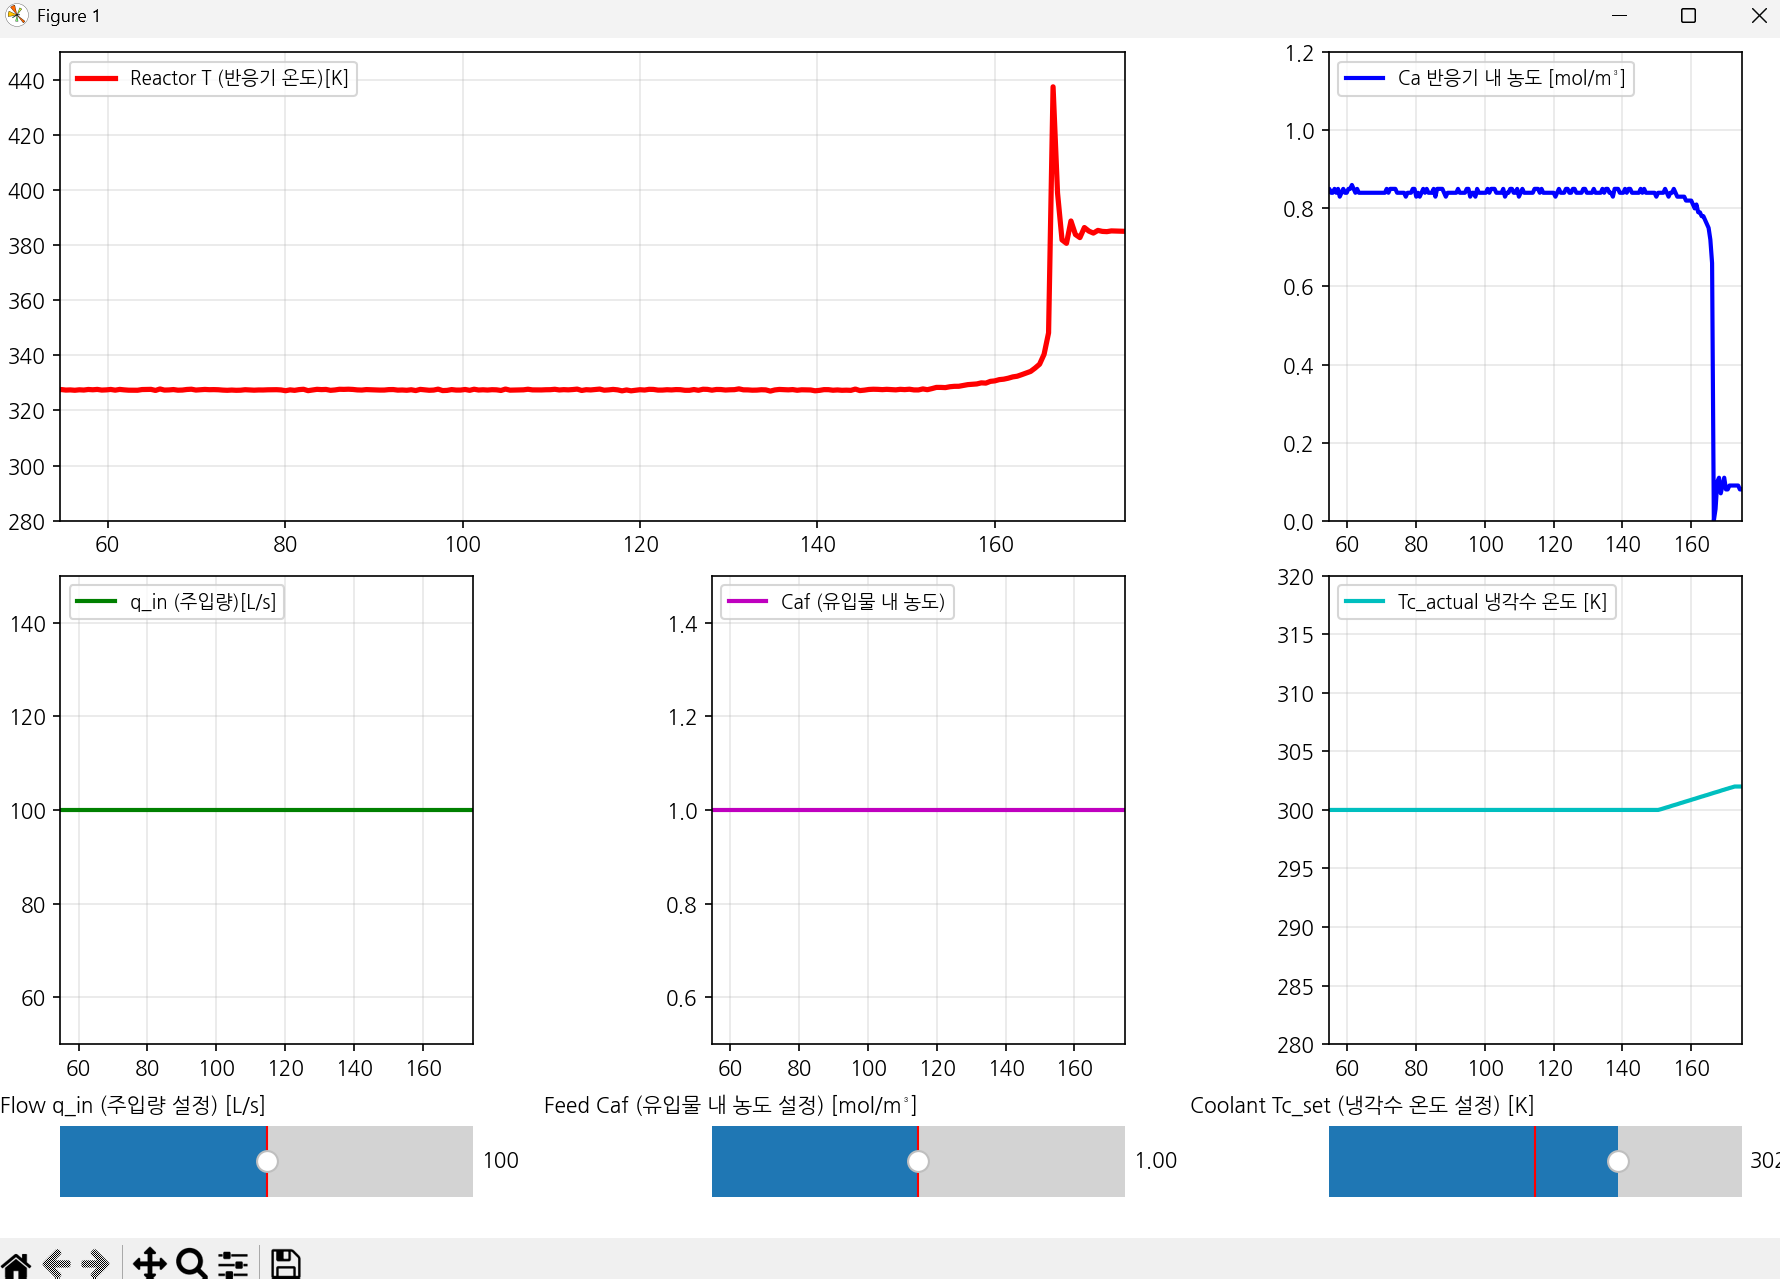 Figure 1
Reactor T (반응기 온도)[K]
440
420
400
380
360
340
320
300
280
60 80 100 120 140 160
Ca 반응기 내 농도 [mol/m³]
1.2
1.0
0.8
0.6
0.4
0.2
0.0
60 80 100 120 140 160
q_in (주입량)[L/s]
140
120
100
80
60
60 80 100 120 140 160
Caf (유입물 내 농도)
1.4
1.2
1.0
0.8
0.6
60 80 100 120 140 160
Tc_actual 냉각수 온도 [K]
320
315
310
305
300
295
290
285
280
60 80 100 120 140 160
Flow q_in (주입량 설정) [L/s]
100
Feed Caf (유입물 내 농도 설정) [mol/m³]
1.00
Coolant Tc_set (냉각수 온도 설정) [K]
302